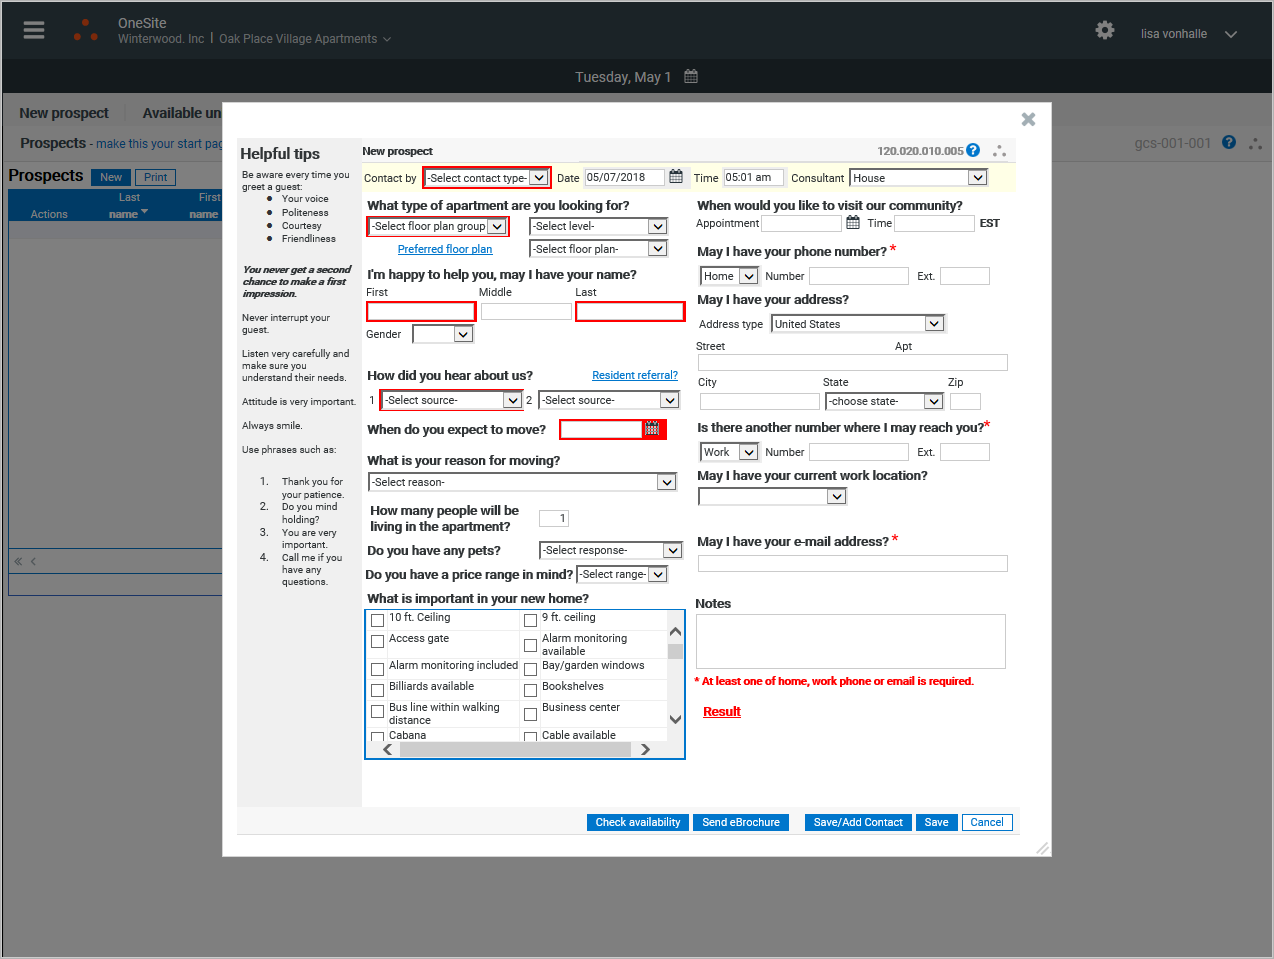 OneSite
Winterwood. Inc | Oak Place Village Apartments
lisa vonhalle
Tuesday, May 1
New prospect
Available un
Prospects - make this your start pag
gcs-001-001 ?
Prospects New Print
Last First
Actions name name
« <
Helpful tips
Be aware every time you
greet a guest:
• Your voice
• Politeness
• Courtesy
• Friendliness
You never get a second
chance to make a first
impression.
Never interrupt your
guest.
Listen very carefully and
make sure you
understand their needs.
Attitude is very important.
Always smile.
Use phrases such as:
1. Thank you for
your patience.
2. Do you mind
holding?
3. You are very
important.
4. Call me if you
have any
questions.
New prospect
120.020.010.005 ?
Contact by -Select contact type- Date 05/07/2018 Time 05:01 am Consultant House
What type of apartment are you looking for?
-Select floor plan group -Select level-
Preferred floor plan -Select floor plan-
I'm happy to help you, may I have your name?
First Middle Last
Gender
How did you hear about us? Resident referral?
1 -Select source- 2 -Select source-
When do you expect to move?
What is your reason for moving?
-Select reason-
How many people will be
living in the apartment? 1
Do you have any pets? -Select response-
Do you have a price range in mind? -Select range-
What is important in your new home?
10 ft. Ceiling 9 ft. ceiling
Access gate Alarm monitoring
available
Alarm monitoring included Bay/garden windows
Billiards available Bookshelves
Bus line within walking
distance Business center
Cabana Cable available
When would you like to visit our community?
Appointment Time EST
May I have your phone number? *
Home Number Ext.
May I have your address?
Address type United States
Street Apt
City State Zip
-choose state-
Is there another number where I may reach you?*
Work Number Ext.
May I have your current work location?
May I have your e-mail address? *
Notes
* At least one of home, work phone or email is required.
Result
Check availability Send eBrochure Save/Add Contact Save Cancel